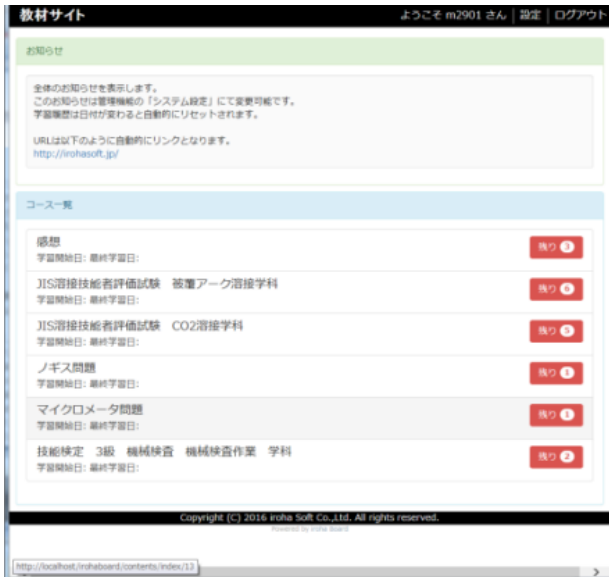 教材サイト
ようこそ m2901 さん | 設定 | ログアウト
お知らせ
全体のお知らせを表示します。
このお知らせは管理機能の「システム設定」にて変更可能です。
学習履歴は日付が変わると自動的にリセットされます。
URLは以下のように自動的にリンクとなります。
http://irohasoft.jp/
コース一覧
感想
残り 3
学習開始日: 最終学習日:
JIS溶接技能者評価試験 被覆アーク溶接学科
残り 6
学習開始日: 最終学習日:
JIS溶接技能者評価試験 CO2溶接学科
残り 5
学習開始日: 最終学習日:
ノギス問題
残り 1
学習開始日: 最終学習日:
マイクロメータ問題
残り 1
学習開始日: 最終学習日:
技能検定 3級 機械検査 機械検査作業 学科
残り 2
学習開始日: 最終学習日:
Copyright (C) 2016 iroha Soft Co.,Ltd. All rights reserved.
Powered by iroha Board
http://localhost/irohaboard/contents/index/13